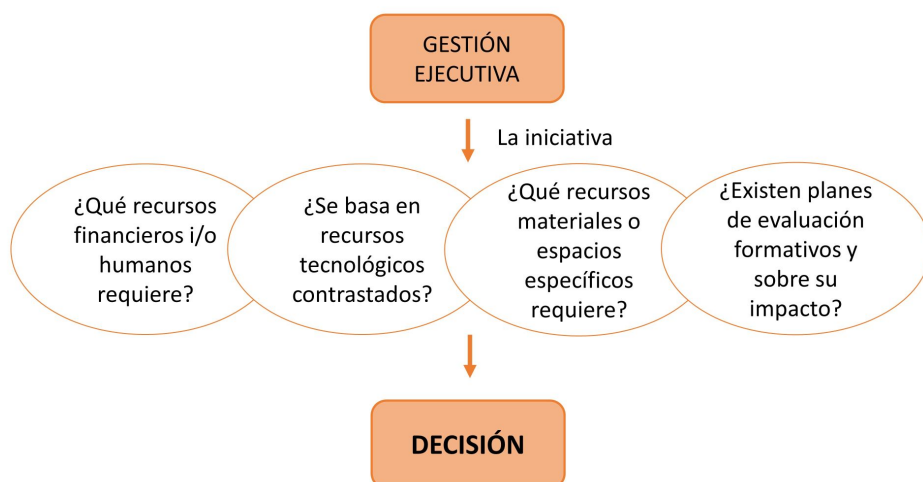 GESTIÓN
EJECUTIVA
La iniciativa
¿Qué recursos
financieros i/o
humanos
requiere?
¿Se basa en
recursos
tecnológicos
contrastados?
¿Qué recursos
materiales o
espacios
específicos
requiere?
¿Existen planes
de evaluación
formativos y
sobre su
impacto?
DECISIÓN